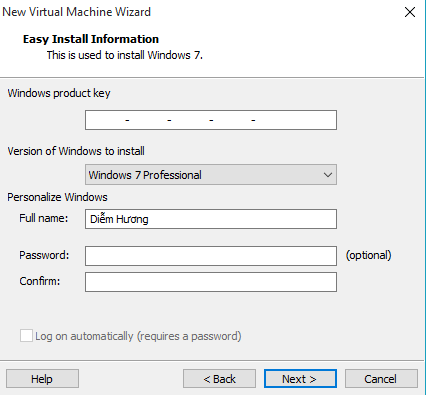 New Virtual Machine Wizard
Easy Install Information
This is used to install Windows 7.
Windows product key
- - - -
Version of Windows to install
Windows 7 Professional
Personalize Windows
Full name: Diễm Hương
Password: (optional)
Confirm:
Log on automatically (requires a password)
Help < Back Next > Cancel